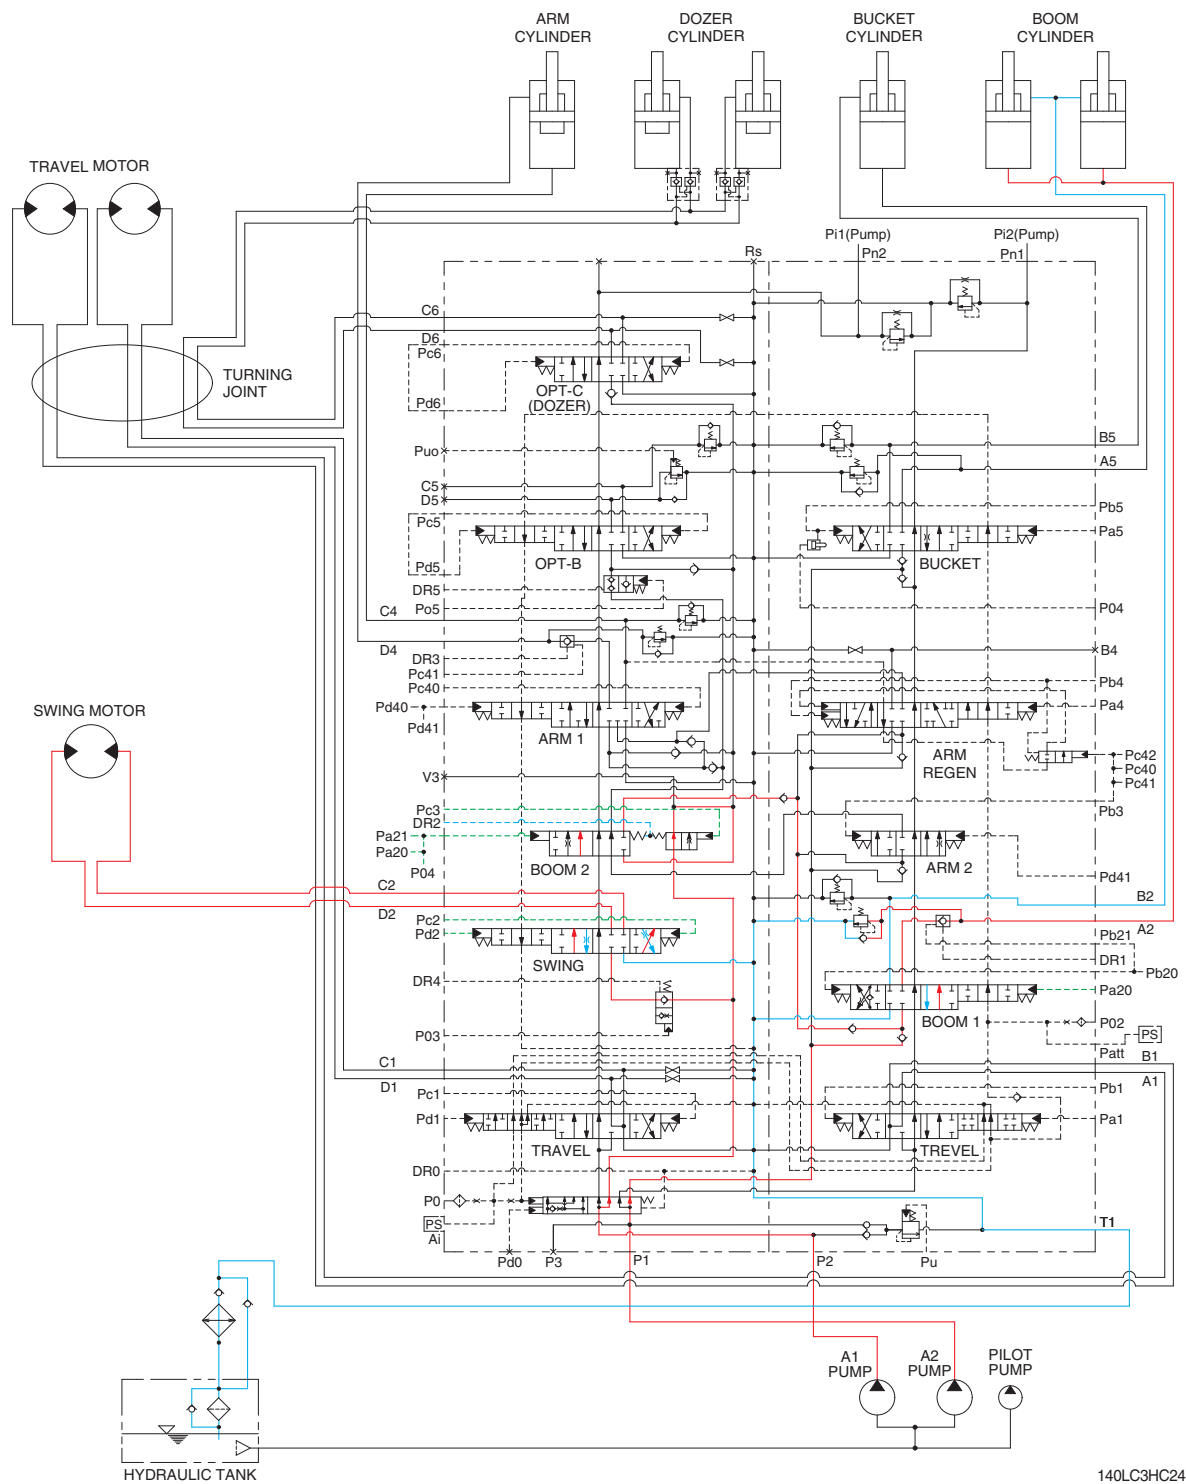 ARM
CYLINDER
DOZER
CYLINDER
BUCKET
CYLINDER
BOOM
CYLINDER
TRAVEL MOTOR
TURNING
JOINT
Rs
Pi1(Pump)
Pn2
Pi2(Pump)
Pn1
C6
D6
Pc6
OPT-C
(DOZER)
Pd6
Puo
B5
A5
C5
D5
Pc5
Pb5
Pa5
Pd5
OPT-B
BUCKET
DR5
Po5
P04
C4
D4
DR3
Pc41
Pc40
B4
Pb4
Pd40
Pd41
Pa4
ARM 1
ARM
REGEN
SWING MOTOR
Pc42
Pc40
Pc41
V3
Pc3
DR2
Pb3
Pa21
Pa20
P04
BOOM 2
ARM 2
Pd41
C2
D2
B2
A2
Pc2
Pd2
Pb21
DR1
Pb20
SWING
DR4
Pa20
BOOM 1
P03
P02
PS
Patt
C1
D1
B1
A1
Pc1
Pb1
Pd1
Pa1
TRAVEL
TREVEL
DR0
P0
PS
Ai
T1
Pd0
P3
P1
P2
Pu
A1
PUMP
A2
PUMP
PILOT
PUMP
HYDRAULIC TANK
140LC3HC24